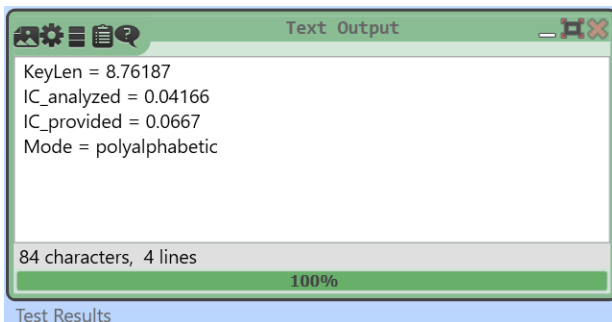 Text Output
KeyLen = 8.76187
IC_analyzed = 0.04166
IC_provided = 0.0667
Mode = polyalphabetic
84 characters, 4 lines
100%
Test Results